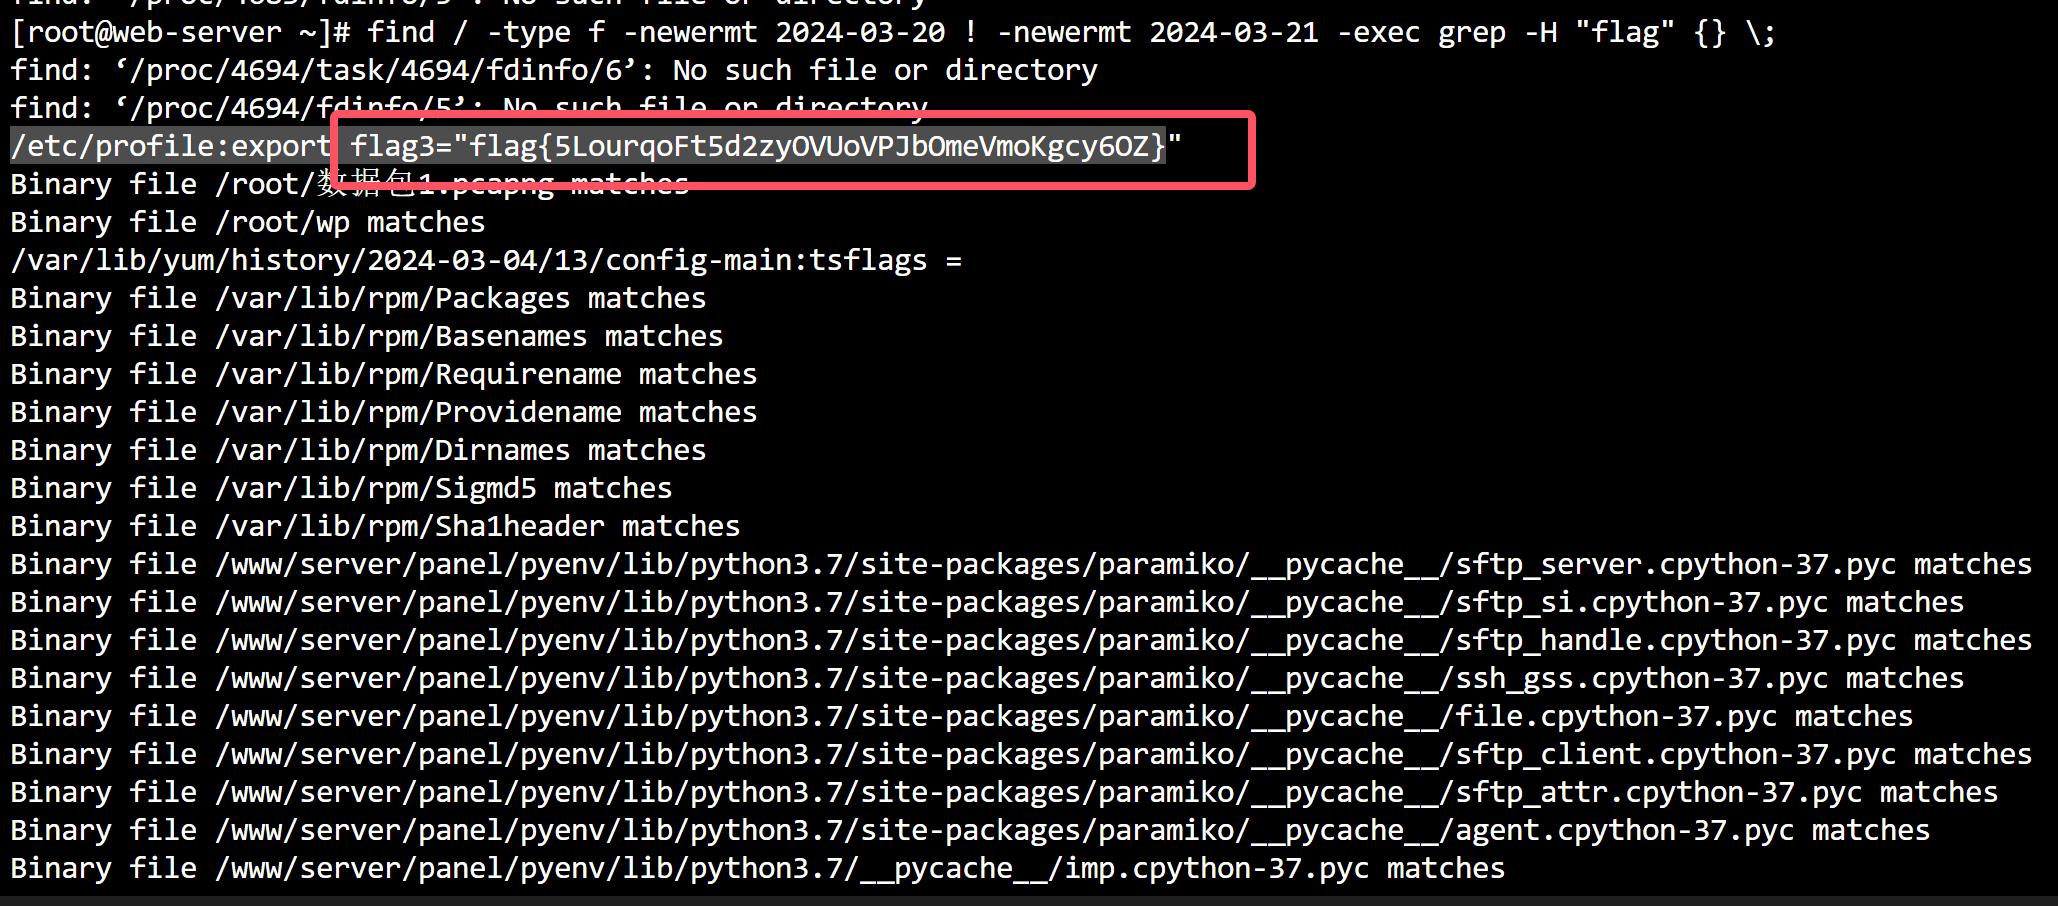 find: ‘/proc/4685/fdinfo/5’: No such file or directory
[root@web-server ~]# find / -type f -newermt 2024-03-20 ! -newermt 2024-03-21 -exec grep -H "flag" {} \;
find: ‘/proc/4694/task/4694/fdinfo/6’: No such file or directory
find: ‘/proc/4694/fdinfo/5’: No such file or directory
/etc/profile:export flag3="flag{5LourqoFt5d2zyOVUoVPJbOmeVmoKgcy6OZ}"
Binary file /root/数据包1.pcapng matches
Binary file /root/wp matches
/var/lib/yum/history/2024-03-04/13/config-main:tsflags =
Binary file /var/lib/rpm/Packages matches
Binary file /var/lib/rpm/Basenames matches
Binary file /var/lib/rpm/Requirename matches
Binary file /var/lib/rpm/Providename matches
Binary file /var/lib/rpm/Dirnames matches
Binary file /var/lib/rpm/Sigmd5 matches
Binary file /var/lib/rpm/Sha1header matches
Binary file /www/server/panel/pyenv/lib/python3.7/site-packages/paramiko/__pycache__/sftp_server.cpython-37.pyc matches
Binary file /www/server/panel/pyenv/lib/python3.7/site-packages/paramiko/__pycache__/sftp_si.cpython-37.pyc matches
Binary file /www/server/panel/pyenv/lib/python3.7/site-packages/paramiko/__pycache__/sftp_handle.cpython-37.pyc matches
Binary file /www/server/panel/pyenv/lib/python3.7/site-packages/paramiko/__pycache__/ssh_gss.cpython-37.pyc matches
Binary file /www/server/panel/pyenv/lib/python3.7/site-packages/paramiko/__pycache__/file.cpython-37.pyc matches
Binary file /www/server/panel/pyenv/lib/python3.7/site-packages/paramiko/__pycache__/sftp_client.cpython-37.pyc matches
Binary file /www/server/panel/pyenv/lib/python3.7/site-packages/paramiko/__pycache__/sftp_attr.cpython-37.pyc matches
Binary file /www/server/panel/pyenv/lib/python3.7/site-packages/paramiko/__pycache__/agent.cpython-37.pyc matches
Binary file /www/server/panel/pyenv/lib/python3.7/__pycache__/imp.cpython-37.pyc matches